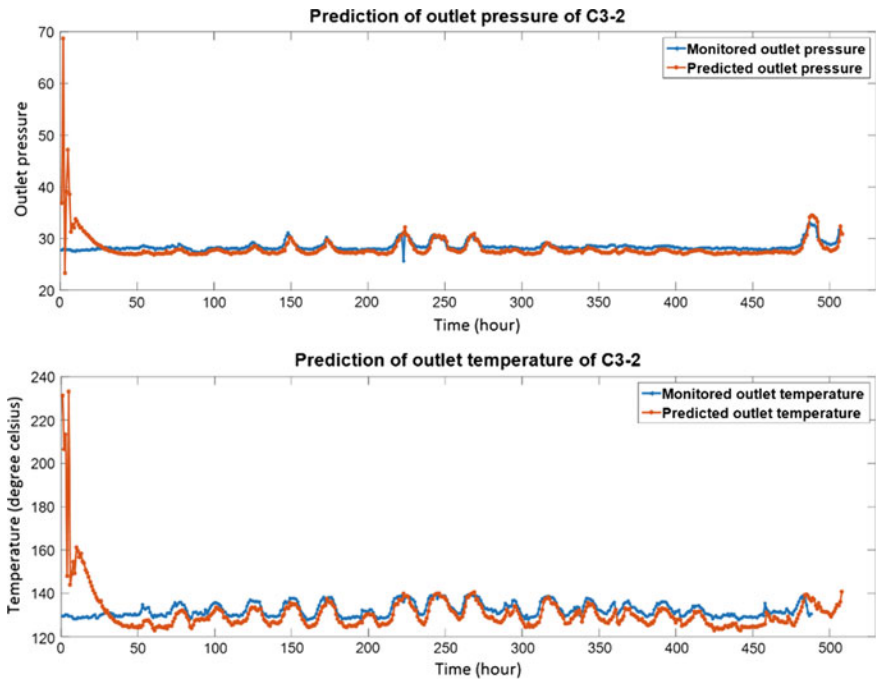 Prediction of outlet pressure of C3-2
70
60
50
40
30
20
Outlet pressure
Monitored outlet pressure
Predicted outlet pressure
0 50 100 150 200 250 300 350 400 450 500
Time (hour)
Prediction of outlet temperature of C3-2
240
220
200
180
160
140
120
Temperature (degree celsius)
Monitored outlet temperature
Predicted outlet temperature
0 50 100 150 200 250 300 350 400 450 500
Time (hour)